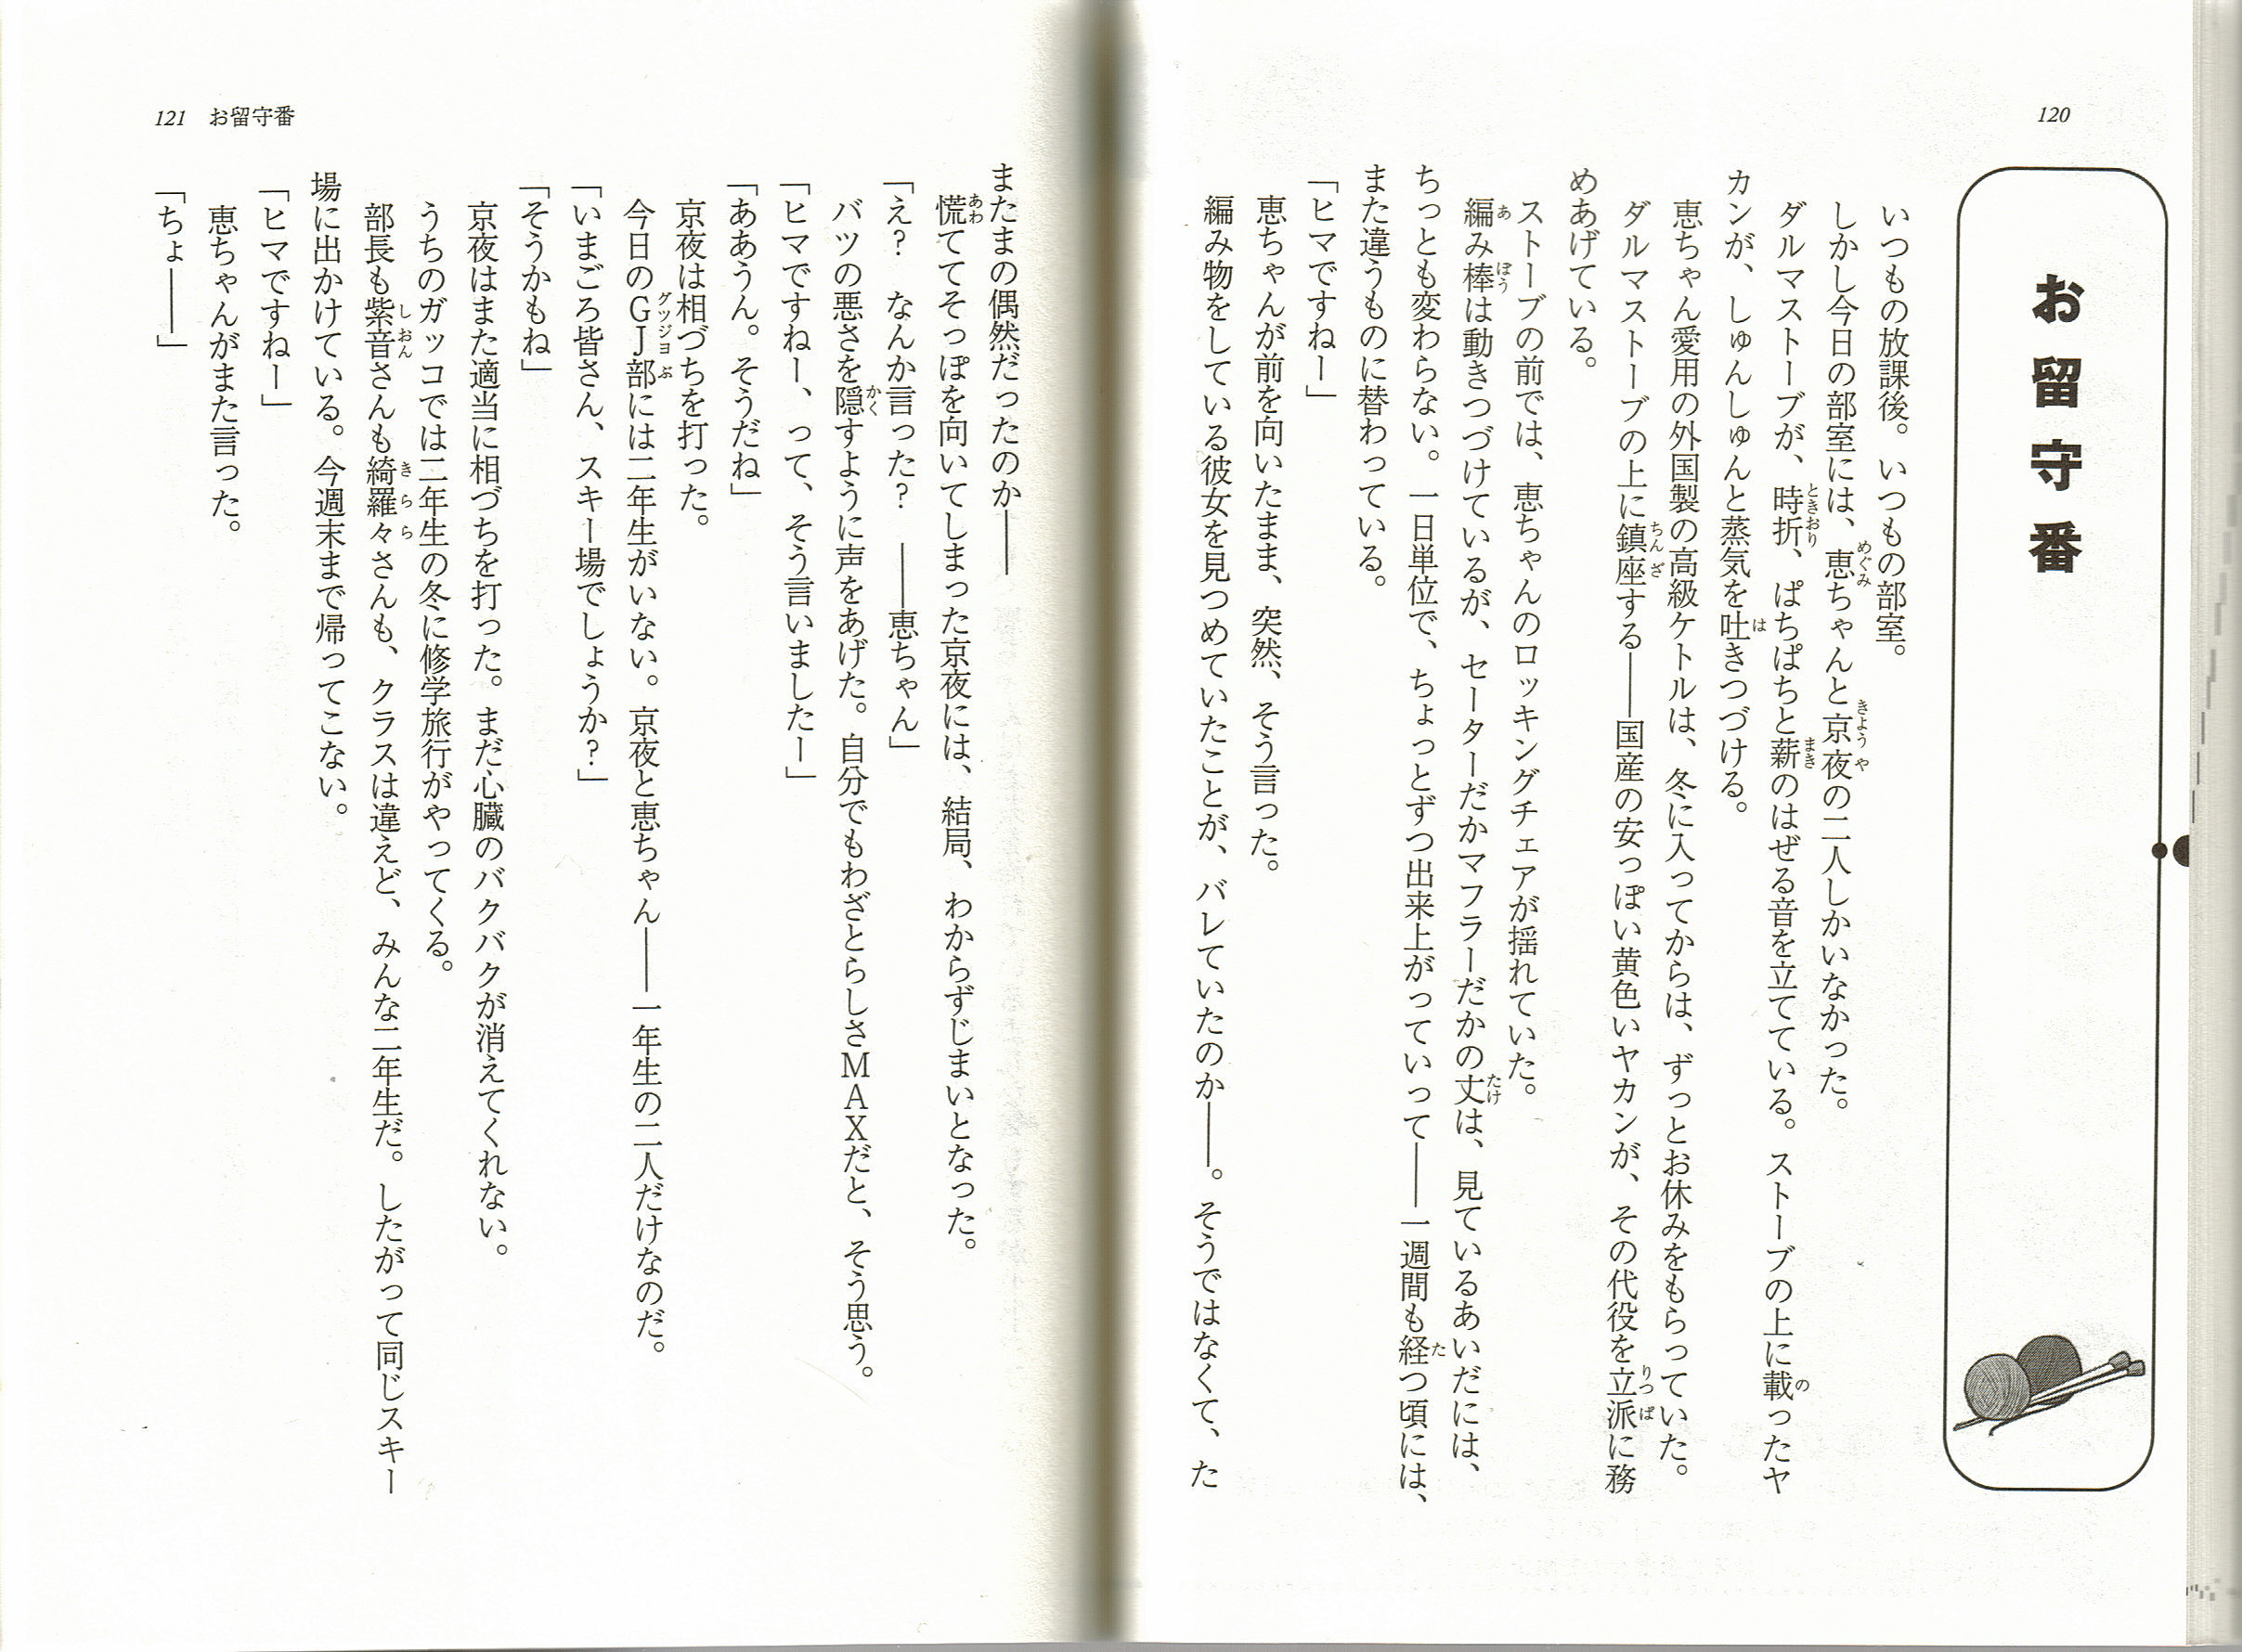 120
お留守番
いつもの放課後。いつもの部室。
しかし今日の部室には、恵ちゃんと京夜の二人しかいなかった。
ダルマストーブが、時折、ぱちぱちと薪のはぜる音を立てている。ストーブの上に載ったヤ
カンが、しゅんしゅんと蒸気を吐きつづける。
恵ちゃん愛用の外国製の高級ケトルは、冬に入ってからは、ずっとお休みをもらっていた。
ダルマストーブの上に鎮座する――国産の安っぽい黄色いヤカンが、その代役を立派に務
めあげている。
ストーブの前では、恵ちゃんのロッキングチェアが揺れていた。
編み棒は動きつづけているが、セーターだかマフラーだかの丈は、見ているあいだには、
ちっとも変わらない。一日単位で、ちょっとずつ出来上がっていって――一週間も経つ頃には、
また違うものに替わっている。
「ヒマですねー」
恵ちゃんが前を向いたまま、突然、そう言った。
編み物をしている彼女を見つめていたことが、バレていたのか――。そうではなくて、た
121 お留守番
またまの偶然だったのか――
慌ててそっぽを向いてしまった京夜には、結局、わからずじまいとなった。
「え？ なんか言った？ ――恵ちゃん」
バツの悪さを隠すように声をあげた。自分でもわざとらしさＭＡＸだと、そう思う。
「ヒマですねー、って、そう言いましたー」
「ああうん。そうだね」
京夜は相づちを打った。
今日のＧＪ部には二年生がいない。京夜と恵ちゃん――一年生の二人だけなのだ。
「いまごろ皆さん、スキー場でしょうか？」
「そうかもね」
京夜はまた適当に相づちを打った。まだ心臓のバクバクが消えてくれない。
うちのガッコでは二年生の冬に修学旅行がやってくる。
部長も紫音さんも綺羅々さんも、クラスは違えど、みんな二年生だ。したがって同じスキー
場に出かけている。今週末まで帰ってこない。
「ヒマですねー」
恵ちゃんがまた言った。
「ちょ――」